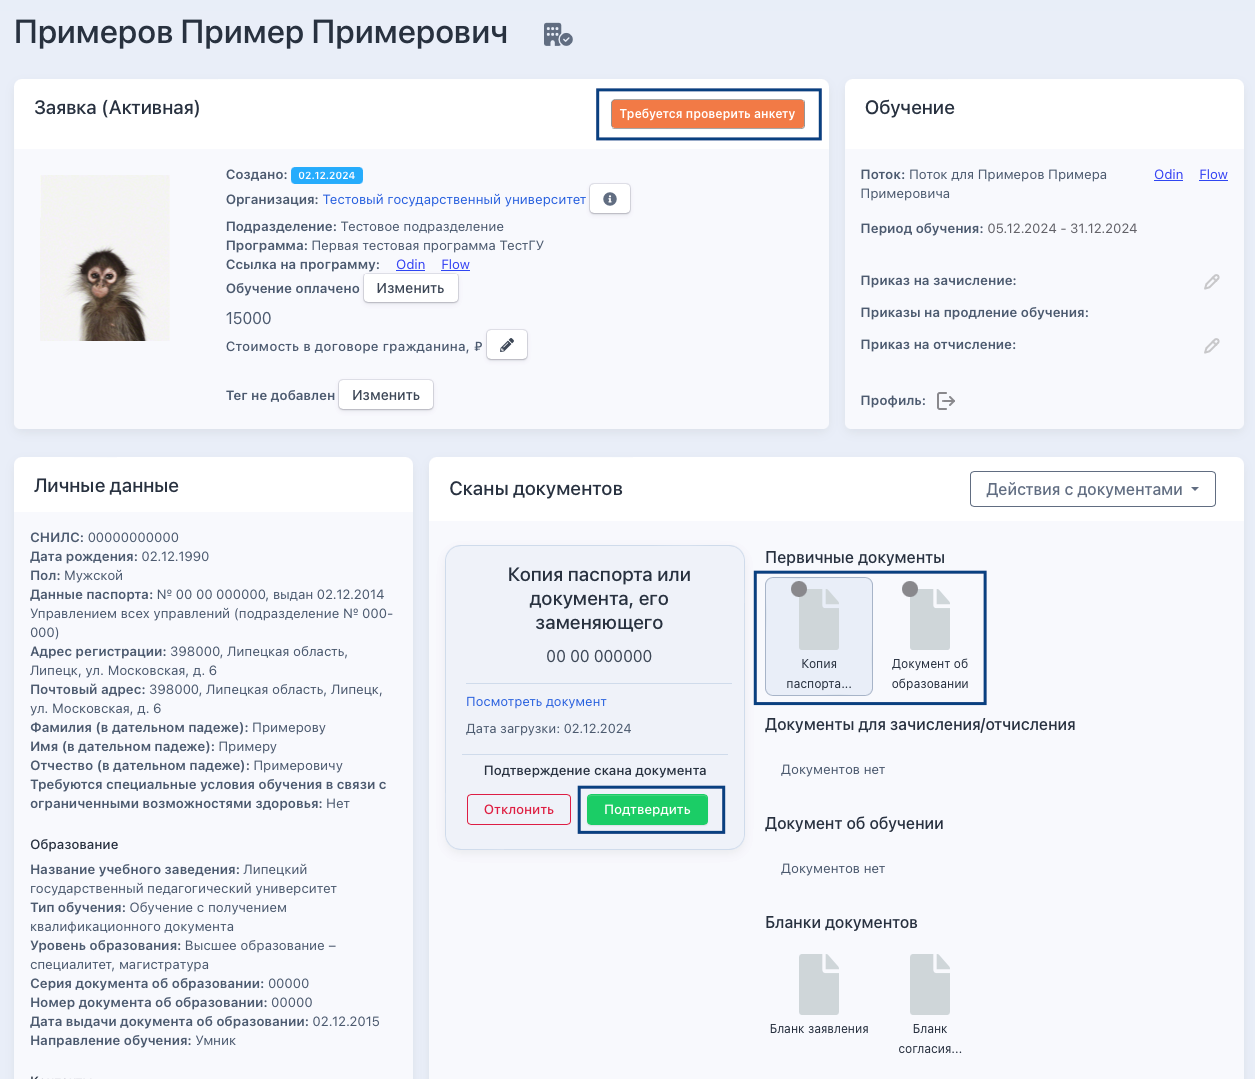 Примеров Пример Примерович
Заявка (Активная)
Требуется проверить анкету
Создано: 02.12.2024
Организация: Тестовый государственный университет
Подразделение: Тестовое подразделение
Программа: Первая тестовая программа ТестГУ
Ссылка на программу: Odin Flow
Обучение оплачено Изменить
15000
Стоимость в договоре гражданина, ₽
Тег не добавлен Изменить
Обучение
Поток: Поток для Примеров Примера
Примеровича
Odin Flow
Период обучения: 05.12.2024 - 31.12.2024
Приказ на зачисление:
Приказы на продление обучения:
Приказ на отчисление:
Профиль:
Личные данные
СНИЛС: 00000000000
Дата рождения: 02.12.1990
Пол: Мужской
Данные паспорта: № 00 00 000000, выдан 02.12.2014
Управлением всех управлений (подразделение № 000-
000)
Адрес регистрации: 398000, Липецкая область,
Липецк, ул. Московская, д. 6
Почтовый адрес: 398000, Липецкая область, Липецк,
ул. Московская, д. 6
Фамилия (в дательном падеже): Примерову
Имя (в дательном падеже): Примеру
Отчество (в дательном падеже): Примеровичу
Требуются специальные условия обучения в связи с
ограниченными возможностями здоровья: Нет
Образование
Название учебного заведения: Липецкий
государственный педагогический университет
Тип обучения: Обучение с получением
квалификационного документа
Уровень образования: Высшее образование –
специалитет, магистратура
Серия документа об образовании: 00000
Номер документа об образовании: 00000
Дата выдачи документа об образовании: 02.12.2015
Направление обучения: Умник
Сканы документов
Действия с документами
Копия паспорта или
документа, его
заменяющего
00 00 000000
Посмотреть документ
Дата загрузки: 02.12.2024
Подтверждение скана документа
Отклонить Подтвердить
Первичные документы
Копия
паспорта...
Документ об
образовании
Документы для зачисления/отчисления
Документов нет
Документ об обучении
Документов нет
Бланки документов
Бланк заявления
Бланк
согласия...